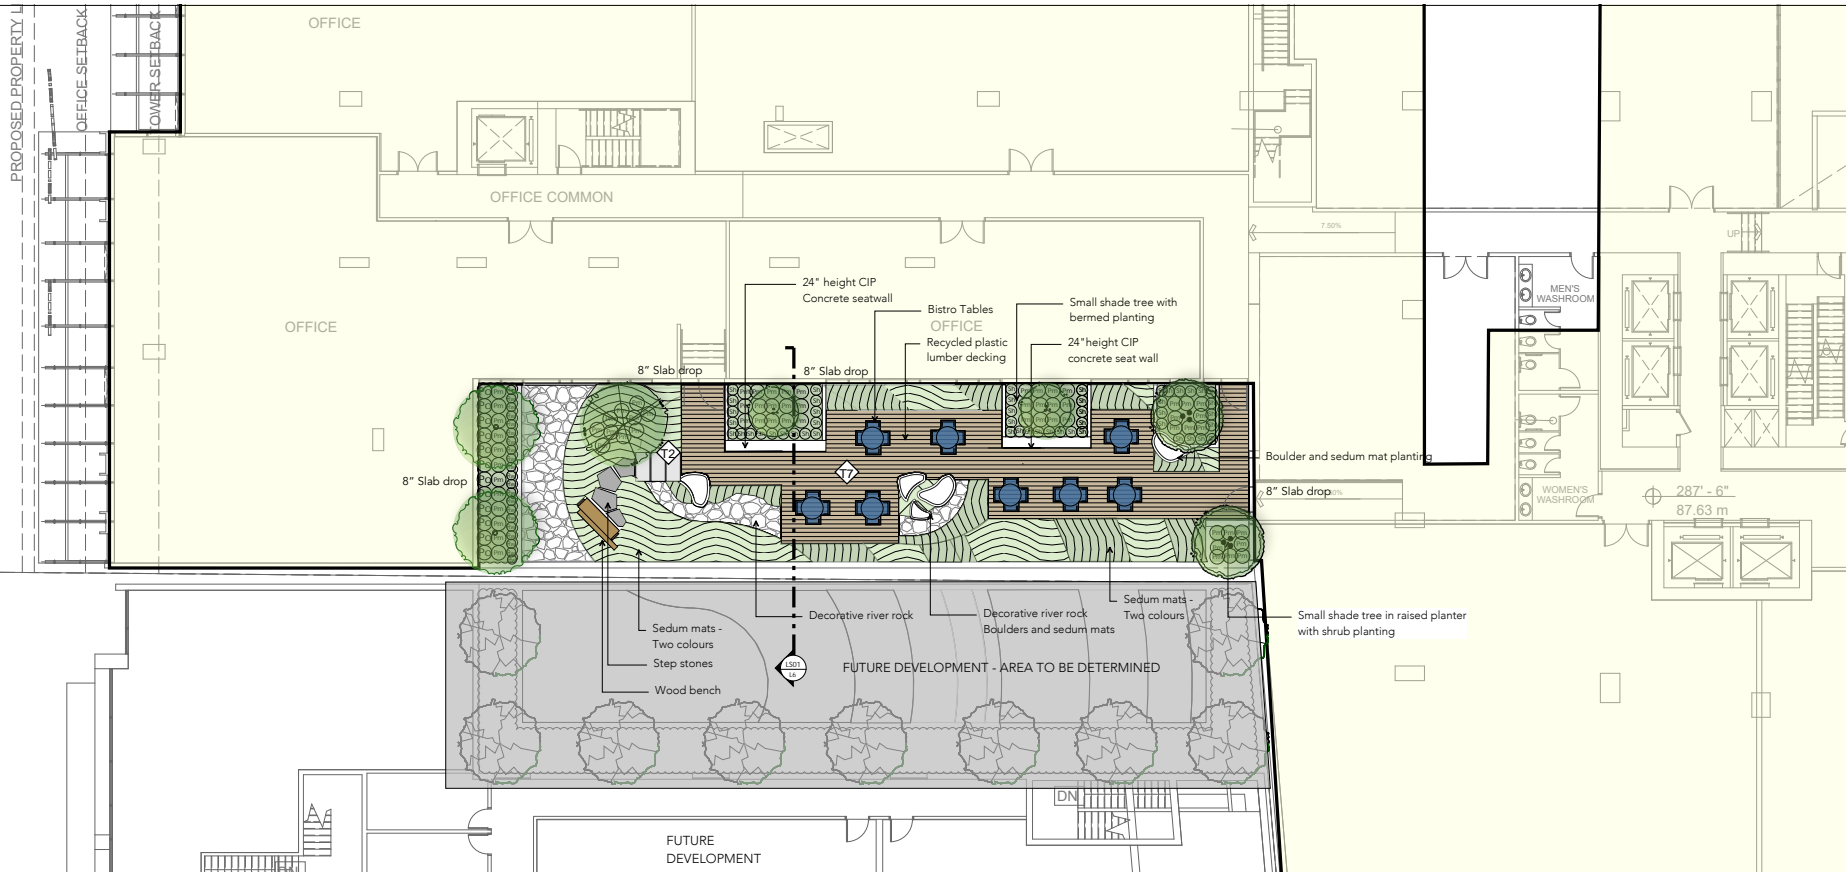 PROPOSED PROPERTY L
OFFICE SETBACK
OWER SETBACK
OFFICE
OFFICE COMMON
7.50%
UP
MEN'S
WASHROOM
24" height CIP
Concrete seatwall
Bistro Tables
Small shade tree with
bermed planting
OFFICE
OFFICE
Recycled plastic
lumber decking
24"height CIP
concrete seat wall
8" Slab drop
8" Slab drop
T2
T7
Boulder and sedum mat planting
8" Slab drop
8" Slab drop
WOMEN'S
WASHROOM
287' - 6"
87.63 m
Sedum mats -
Two colours
Decorative river rock
Decorative river rock
Boulders and sedum mats
Sedum mats -
Two colours
Small shade tree in raised planter
with shrub planting
Step stones
LS01
L6
FUTURE DEVELOPMENT - AREA TO BE DETERMINED
Wood bench
DN
FUTURE
DEVELOPMENT